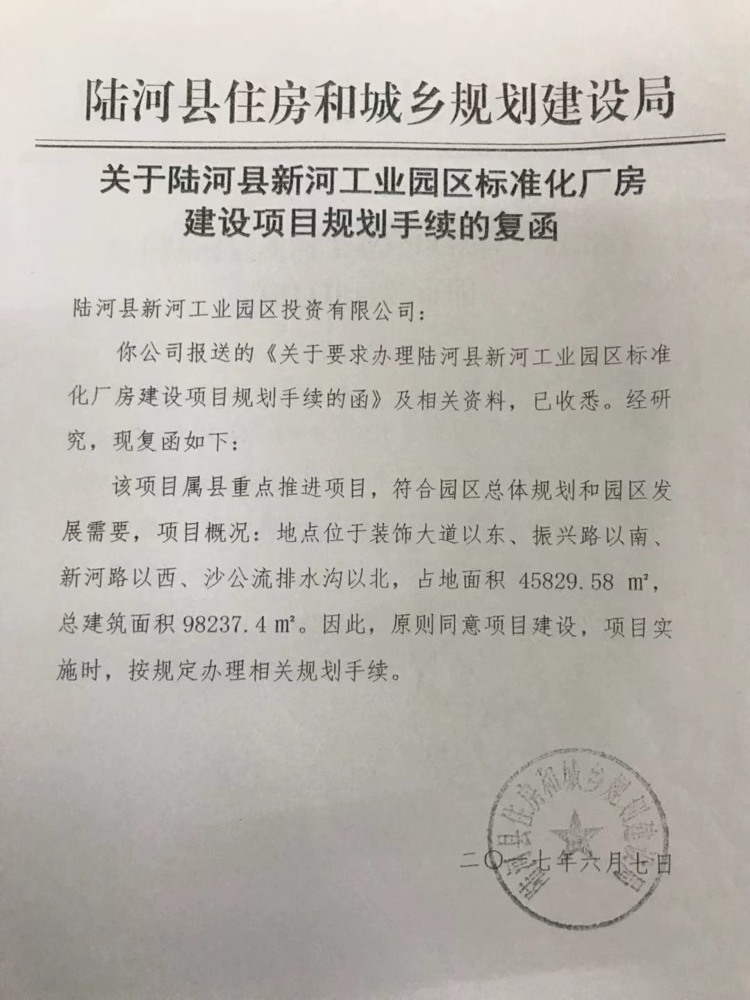 陆河县住房和城乡规划建设局
关于陆河县新河工业园区标准化厂房
建设项目规划手续的复函
陆河县新河工业园区投资有限公司：
你公司报送的《关于要求办理陆河县新河工业园区标准
化厂房建设项目规划手续的函》及相关资料，已收悉。经研
究，现复函如下：
该项目属县重点推进项目，符合园区总体规划和园区发
展需要，项目概况：地点位于装饰大道以东、振兴路以南、
新河路以西、沙公流排水沟以北，占地面积 45829.58 ㎡，
总建筑面积 98237.4 ㎡。因此，原则同意项目建设，项目实
施时，按规定办理相关规划手续。
陆河县住房和城乡规划建设局
二〇一七年六月七日